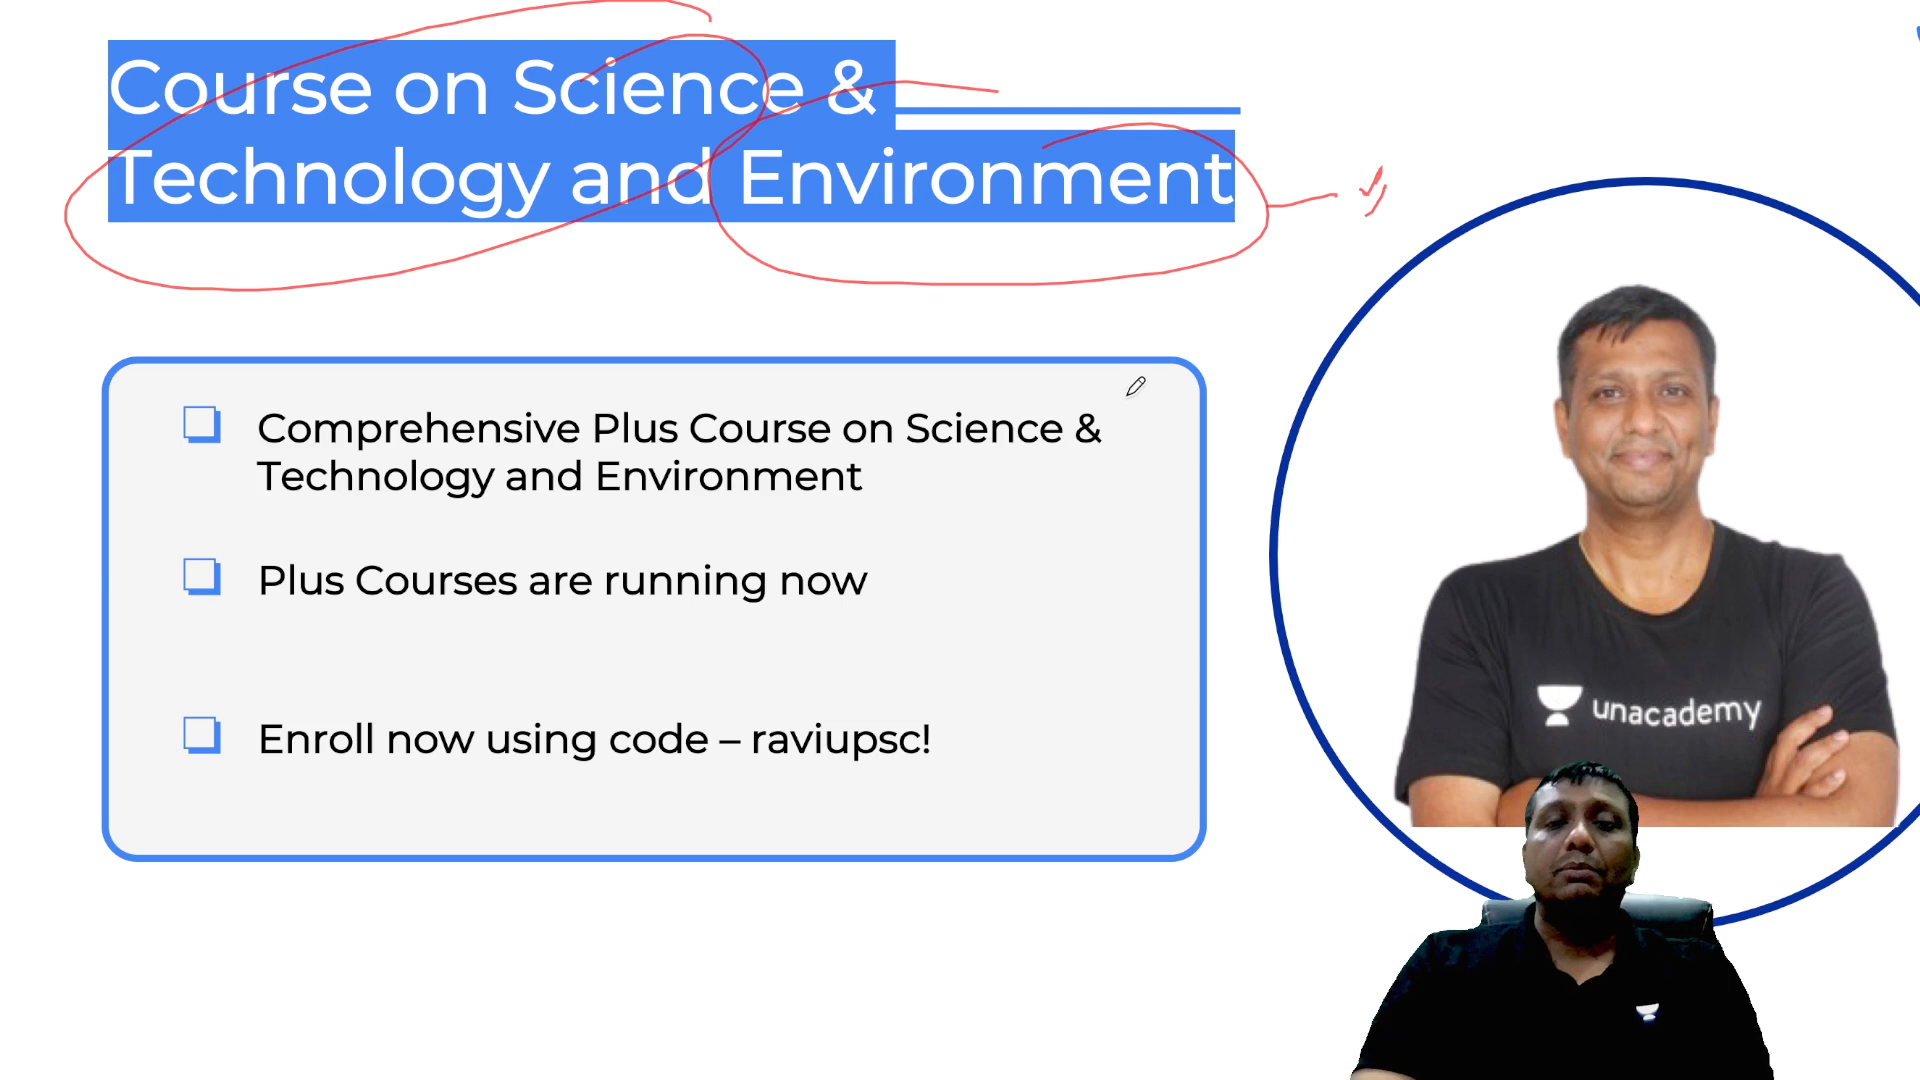 Course on Science &
Technology and Environment
Comprehensive Plus Course on Science &
Technology and Environment
Plus Courses are running now
Enroll now using code – raviupsc!
unacademy